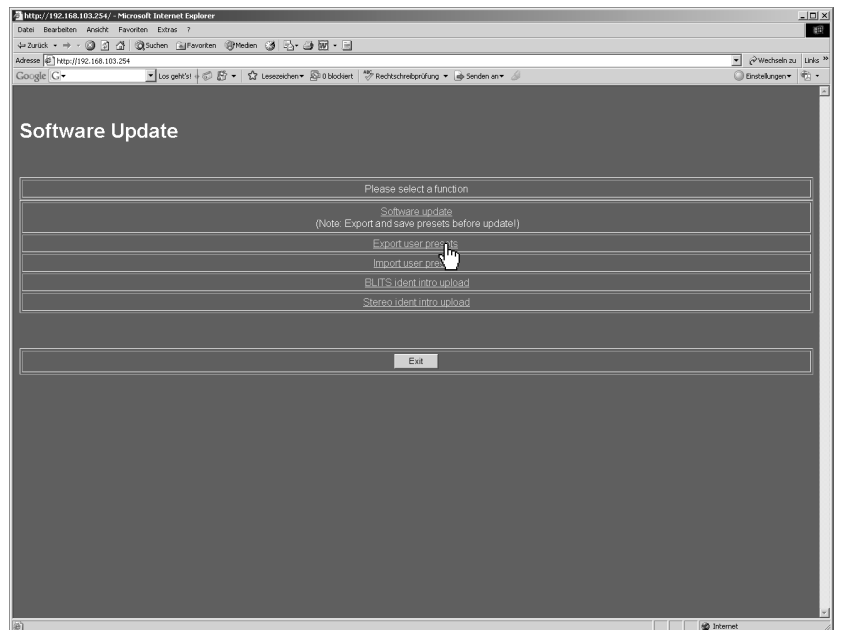 http://192.168.103.254/ - Microsoft Internet Explorer
Datei Bearbeiten Ansicht Favoriten Extras ?
Zurück Suchen Favoriten Medien
Adresse http://192.168.103.254 Wechseln zu Links »
Google G Los geht's! Lesezeichen 0 blockiert Rechtschreibprüfung Senden an Einstellungen
Software Update
Please select a function
Software update
(Note: Export and save presets before update!)
Export user presets
Import user
BLITS ident intro upload
Stereo ident intro upload
Exit
Internet